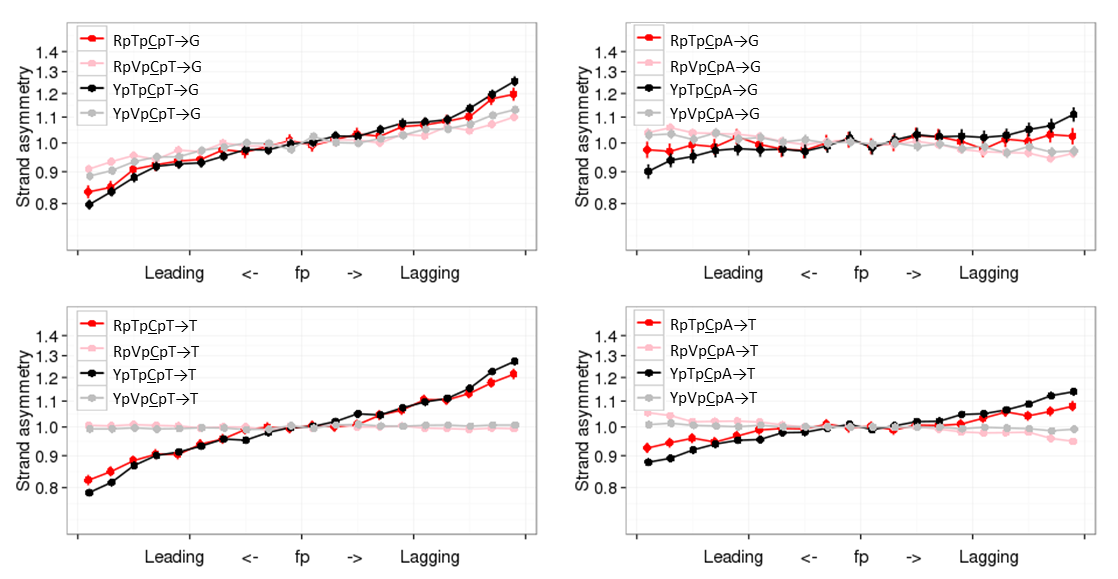 RpTpCpT→G
RpVpCpT→G
YpTpCpT→G
YpVpCpT→G
Strand asymmetry
1.4
1.3
1.2
1.1
1.0
0.9
0.8
Leading <- fp -> Lagging
RpTpCpA→G
RpVpCpA→G
YpTpCpA→G
YpVpCpA→G
Strand asymmetry
1.4
1.3
1.2
1.1
1.0
0.9
0.8
Leading <- fp -> Lagging
RpTpCpT→T
RpVpCpT→T
YpTpCpT→T
YpVpCpT→T
Strand asymmetry
1.4
1.3
1.2
1.1
1.0
0.9
0.8
Leading <- fp -> Lagging
RpTpCpA→T
RpVpCpA→T
YpTpCpA→T
YpVpCpA→T
Strand asymmetry
1.4
1.3
1.2
1.1
1.0
0.9
0.8
Leading <- fp -> Lagging